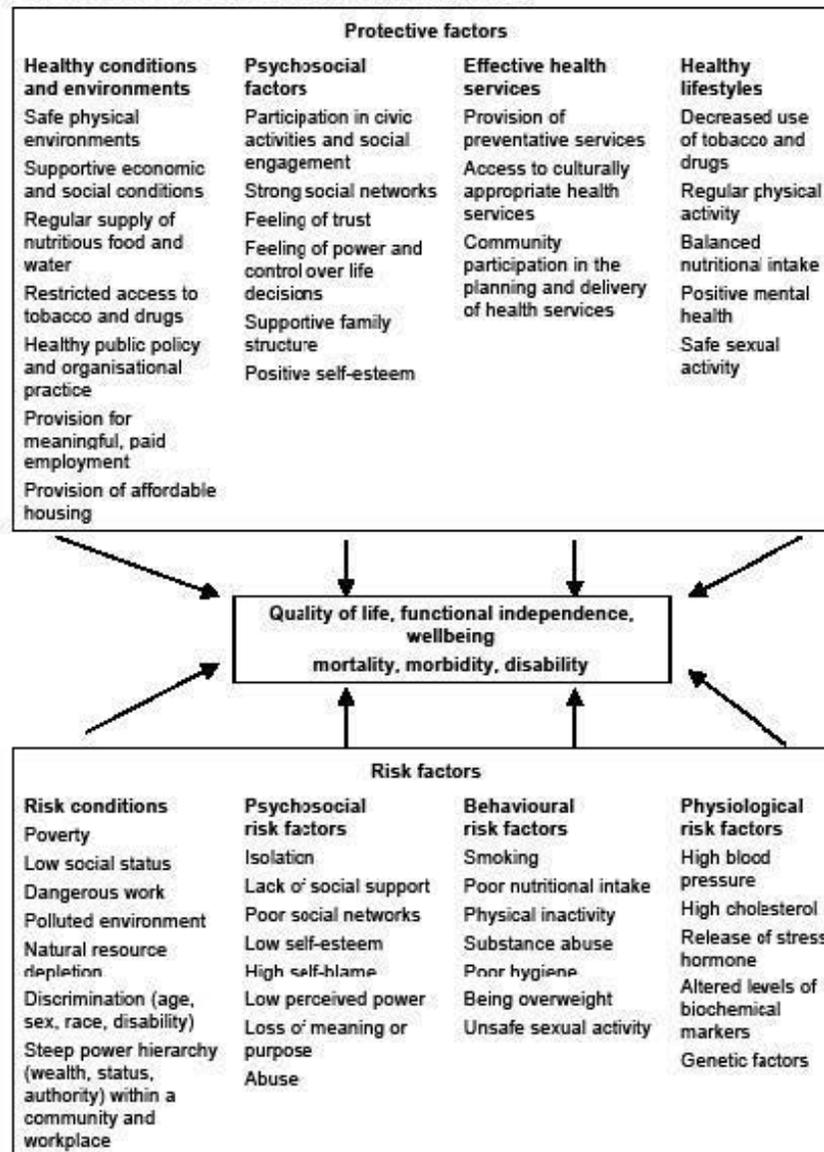 Protective factors
Healthy conditions
and environments
Safe physical
environments
Supportive economic
and social conditions
Regular supply of
nutritious food and
water
Restricted access to
tobacco and drugs
Healthy public policy
and organisational
practice
Provision for
meaningful, paid
employment
Provision of affordable
housing
Psychosocial
factors
Participation in civic
activities and social
engagement
Strong social networks
Feeling of trust
Feeling of power and
control over life
decisions
Supportive family
structure
Positive self-esteem
Effective health
services
Provision of
preventative services
Access to culturally
appropriate health
services
Community
participation in the
planning and delivery
of health services
Healthy
lifestyles
Decreased use
of tobacco and
drugs
Regular physical
activity
Balanced
nutritional intake
Positive mental
health
Safe sexual
activity
Quality of life, functional independence,
wellbeing
mortality, morbidity, disability
Risk factors
Risk conditions
Poverty
Low social status
Dangerous work
Polluted environment
Natural resource
depletion
Discrimination (age,
sex, race, disability)
Steep power hierarchy
(wealth, status,
authority) within a
community and
workplace
Psychosocial
risk factors
Isolation
Lack of social support
Poor social networks
Low self-esteem
High self-blame
Low perceived power
Loss of meaning or
purpose
Abuse
Behavioural
risk factors
Smoking
Poor nutritional intake
Physical inactivity
Substance abuse
Poor hygiene
Being overweight
Unsafe sexual activity
Physiological
risk factors
High blood
pressure
High cholesterol
Release of stress
hormone
Altered levels of
biochemical
markers
Genetic factors